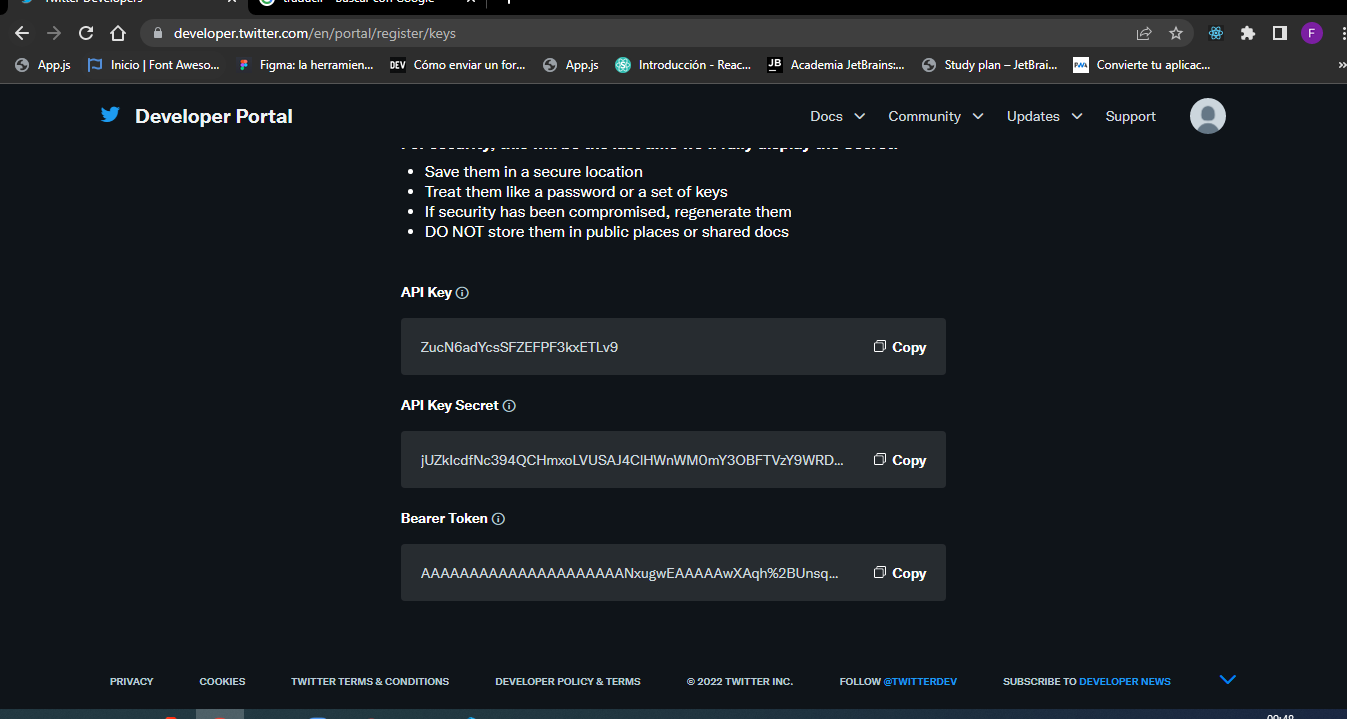 developer.twitter.com/en/portal/register/keys
F
App.js
Inicio | Font Aweso...
Figma: la herramien...
DEV Cómo enviar un for...
App.js
Introducción - Reac...
JB Academia JetBrains:...
Study plan – JetBrai...
PWA Convierte tu aplicac...
»
Developer Portal
Docs
Community
Updates
Support
• Save them in a secure location
• Treat them like a password or a set of keys
• If security has been compromised, regenerate them
• DO NOT store them in public places or shared docs
API Key
ZucN6adYcsSFZEFPF3kxETLv9
Copy
API Key Secret
jUZkIcdfNc394QCHmxoLVUSAJ4ClHWnWM0mY3OBFTVzY9WRD...
Copy
Bearer Token
AAAAAAAAAAAAAAAAAAAAANxugwEAAAAAwXAqh%2BUnsq...
Copy
PRIVACY
COOKIES
TWITTER TERMS & CONDITIONS
DEVELOPER POLICY & TERMS
© 2022 TWITTER INC.
FOLLOW @TWITTERDEV
SUBSCRIBE TO DEVELOPER NEWS